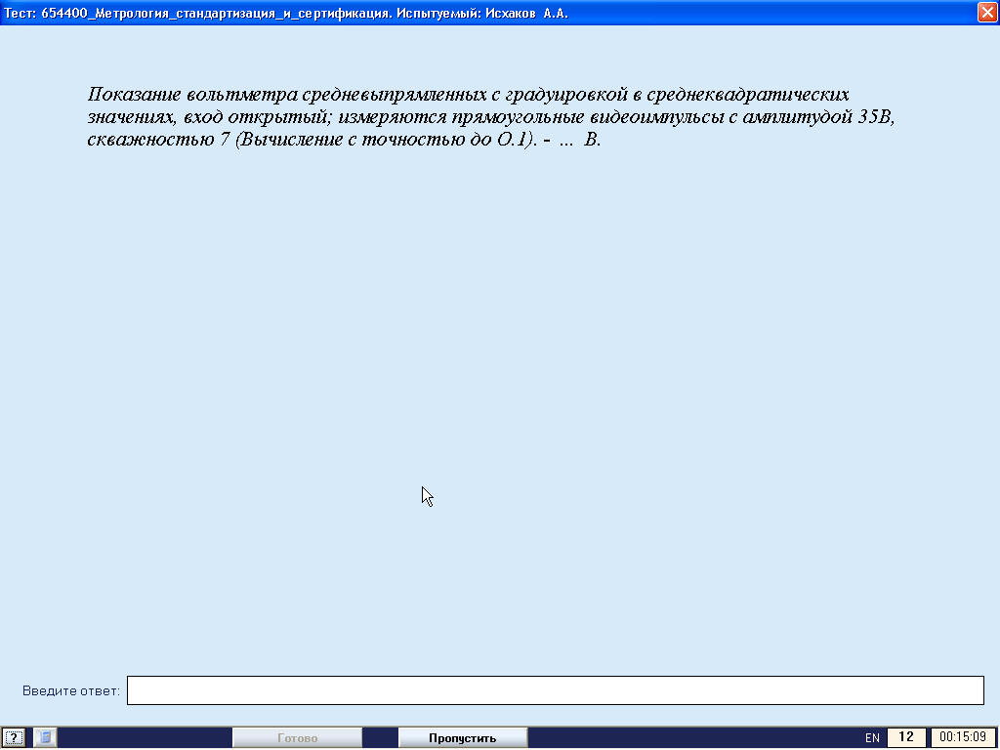 Тест: 654400_Метрология_стандартизация_и_сертификация. Испытуемый: Исхаков А.А.
Показание вольтметра средневыпрямленных с градуировкой в среднеквадратических
значениях, вход открытый; измеряются прямоугольные видеоимпульсы с амплитудой 35В,
скважностью 7 (Вычисление с точностью до О.1). - ... В.
Введите ответ:
? Готово Пропустить EN 12 00:15:09